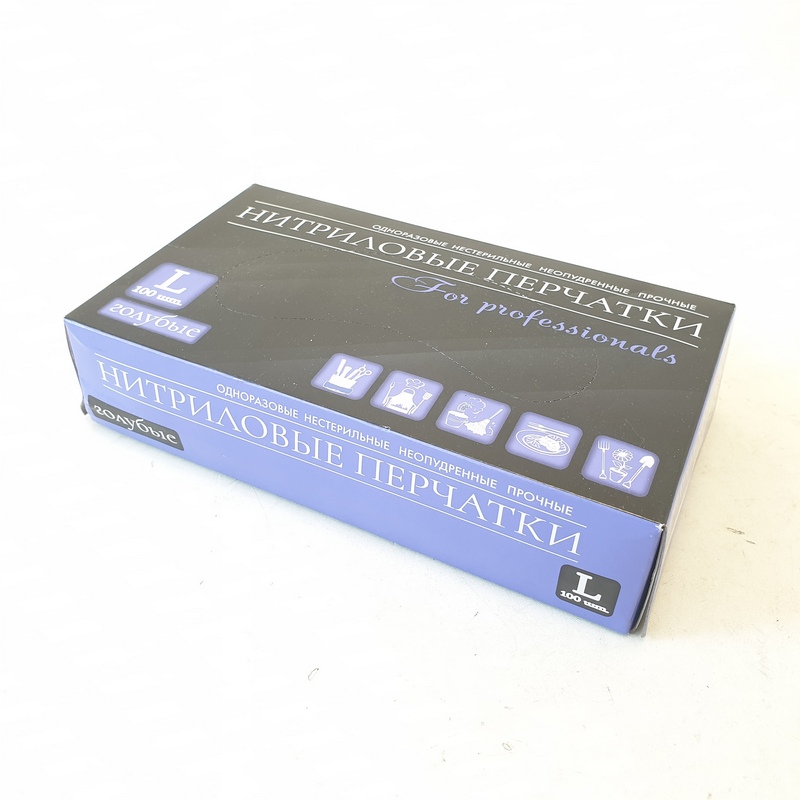 ОДНОРАЗОВЫЕ НЕСТЕРИЛЬНЫЕ НЕОПУДРЕННЫЕ ПРОЧНЫЕ
НИТРИЛОВЫЕ ПЕРЧАТКИ
For professionals
L
100 шт.
голубые
ОДНОРАЗОВЫЕ НЕСТЕРИЛЬНЫЕ НЕОПУДРЕННЫЕ ПРОЧНЫЕ
НИТРИЛОВЫЕ ПЕРЧАТКИ
голубые
L
100 шт.